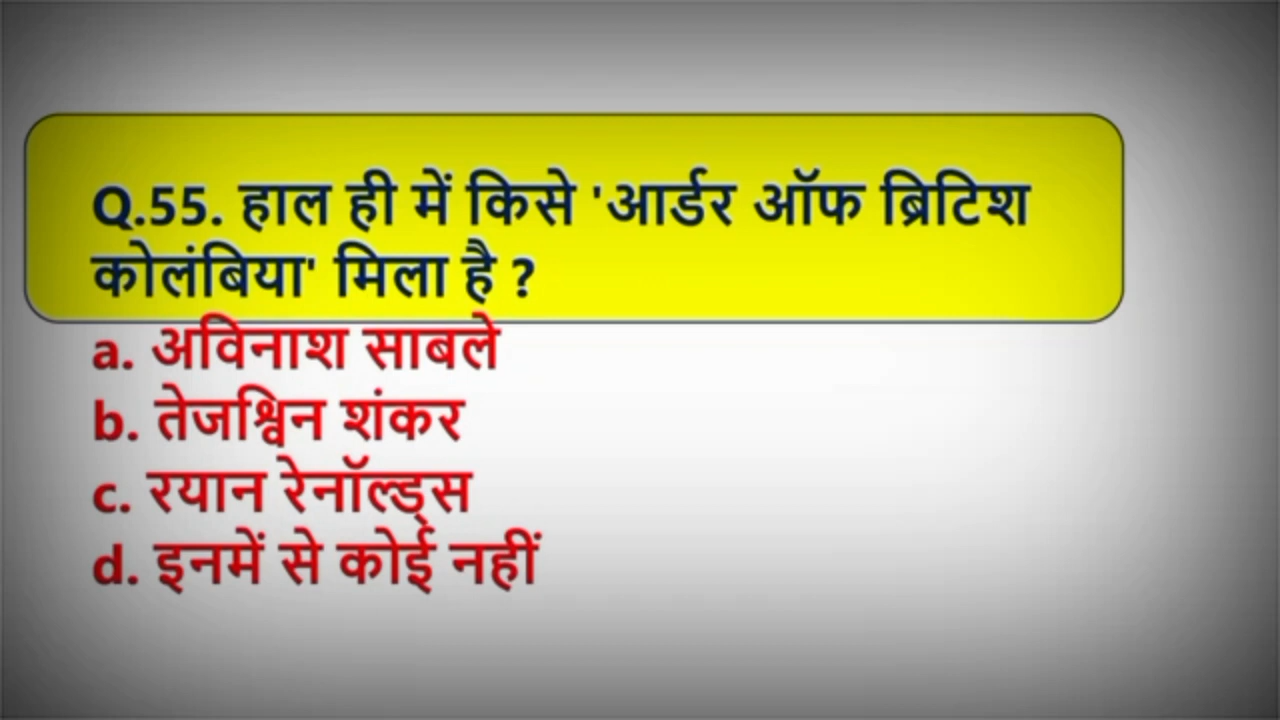 Q.55. हाल ही में किसे 'आर्डर ऑफ ब्रिटिश
कोलंबिया' मिला है ?
a. अविनाश साबले
b. तेजश्विन शंकर
c. रयान रेनॉल्ड्स
d. इनमें से कोई नहीं